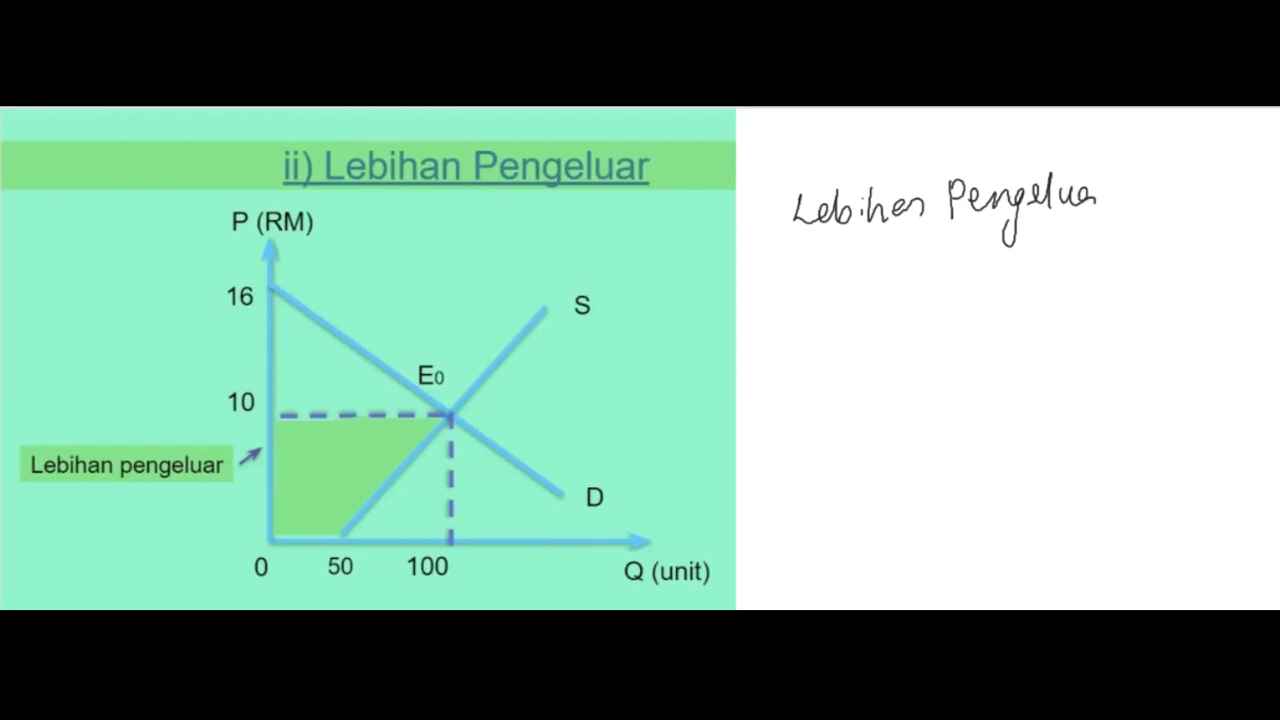 ii) Lebihan Pengeluar
Lebihan Pengeluar
P (RM)
16
S
E0
10
Lebihan pengeluar
D
0
50
100
Q (unit)